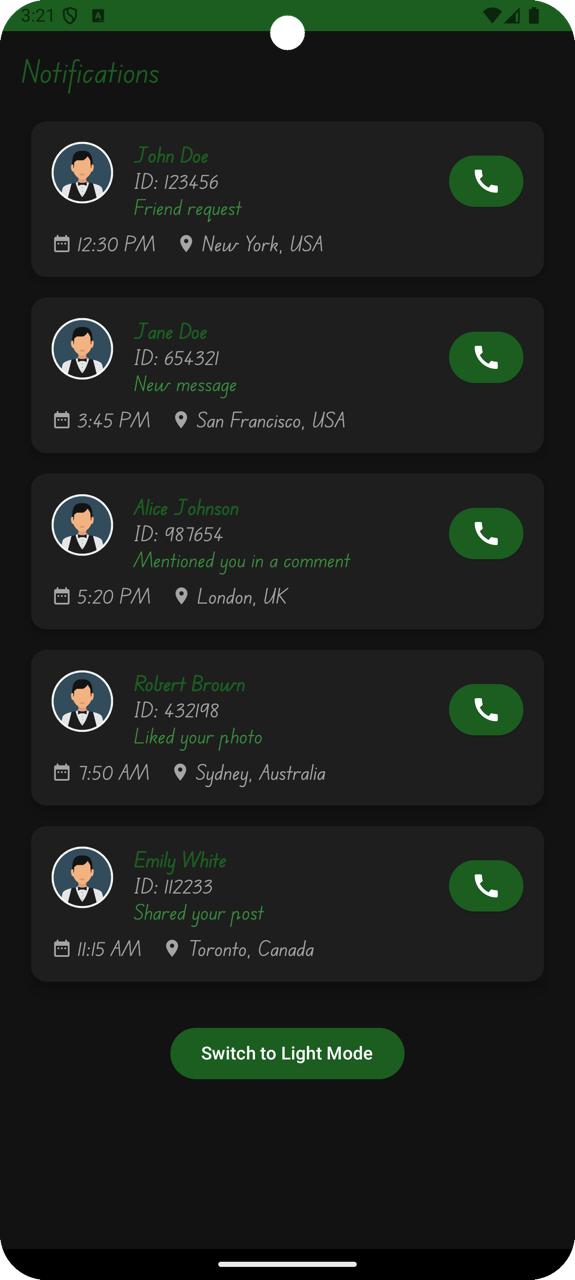 3:21
Notifications
John Doe
ID: 123456
Friend request
12:30 PM New York, USA
Jane Doe
ID: 654321
New message
3:45 PM San Francisco, USA
Alice Johnson
ID: 987654
Mentioned you in a comment
5:20 PM London, UK
Robert Brown
ID: 432198
Liked your photo
7:50 AM Sydney, Australia
Emily White
ID: 112233
Shared your post
11:15 AM Toronto, Canada
Switch to Light Mode